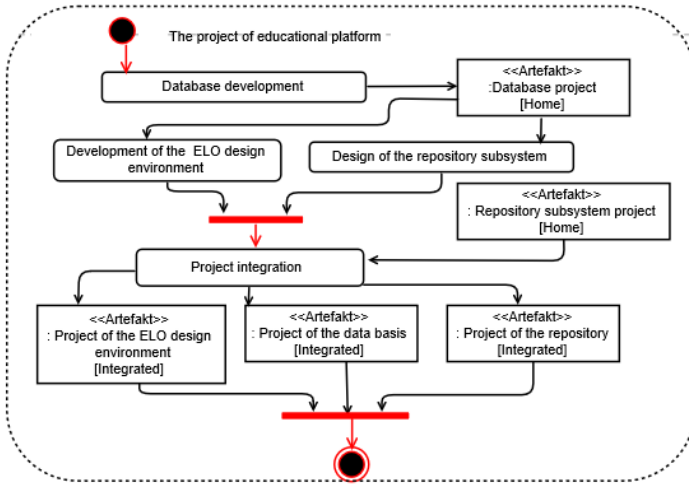 The project of educational platform
Database development
<<Artefakt>>
:Database project
[Home]
Development of the ELO design
environment
Design of the repository subsystem
<<Artefakt>>
: Repository subsystem project
[Home]
Project integration
<<Artefakt>>
: Project of the ELO design
environment
[Integrated]
<<Artefakt>>
: Project of the data basis
[Integrated]
<<Artefakt>>
: Project of the repository
[Integrated]